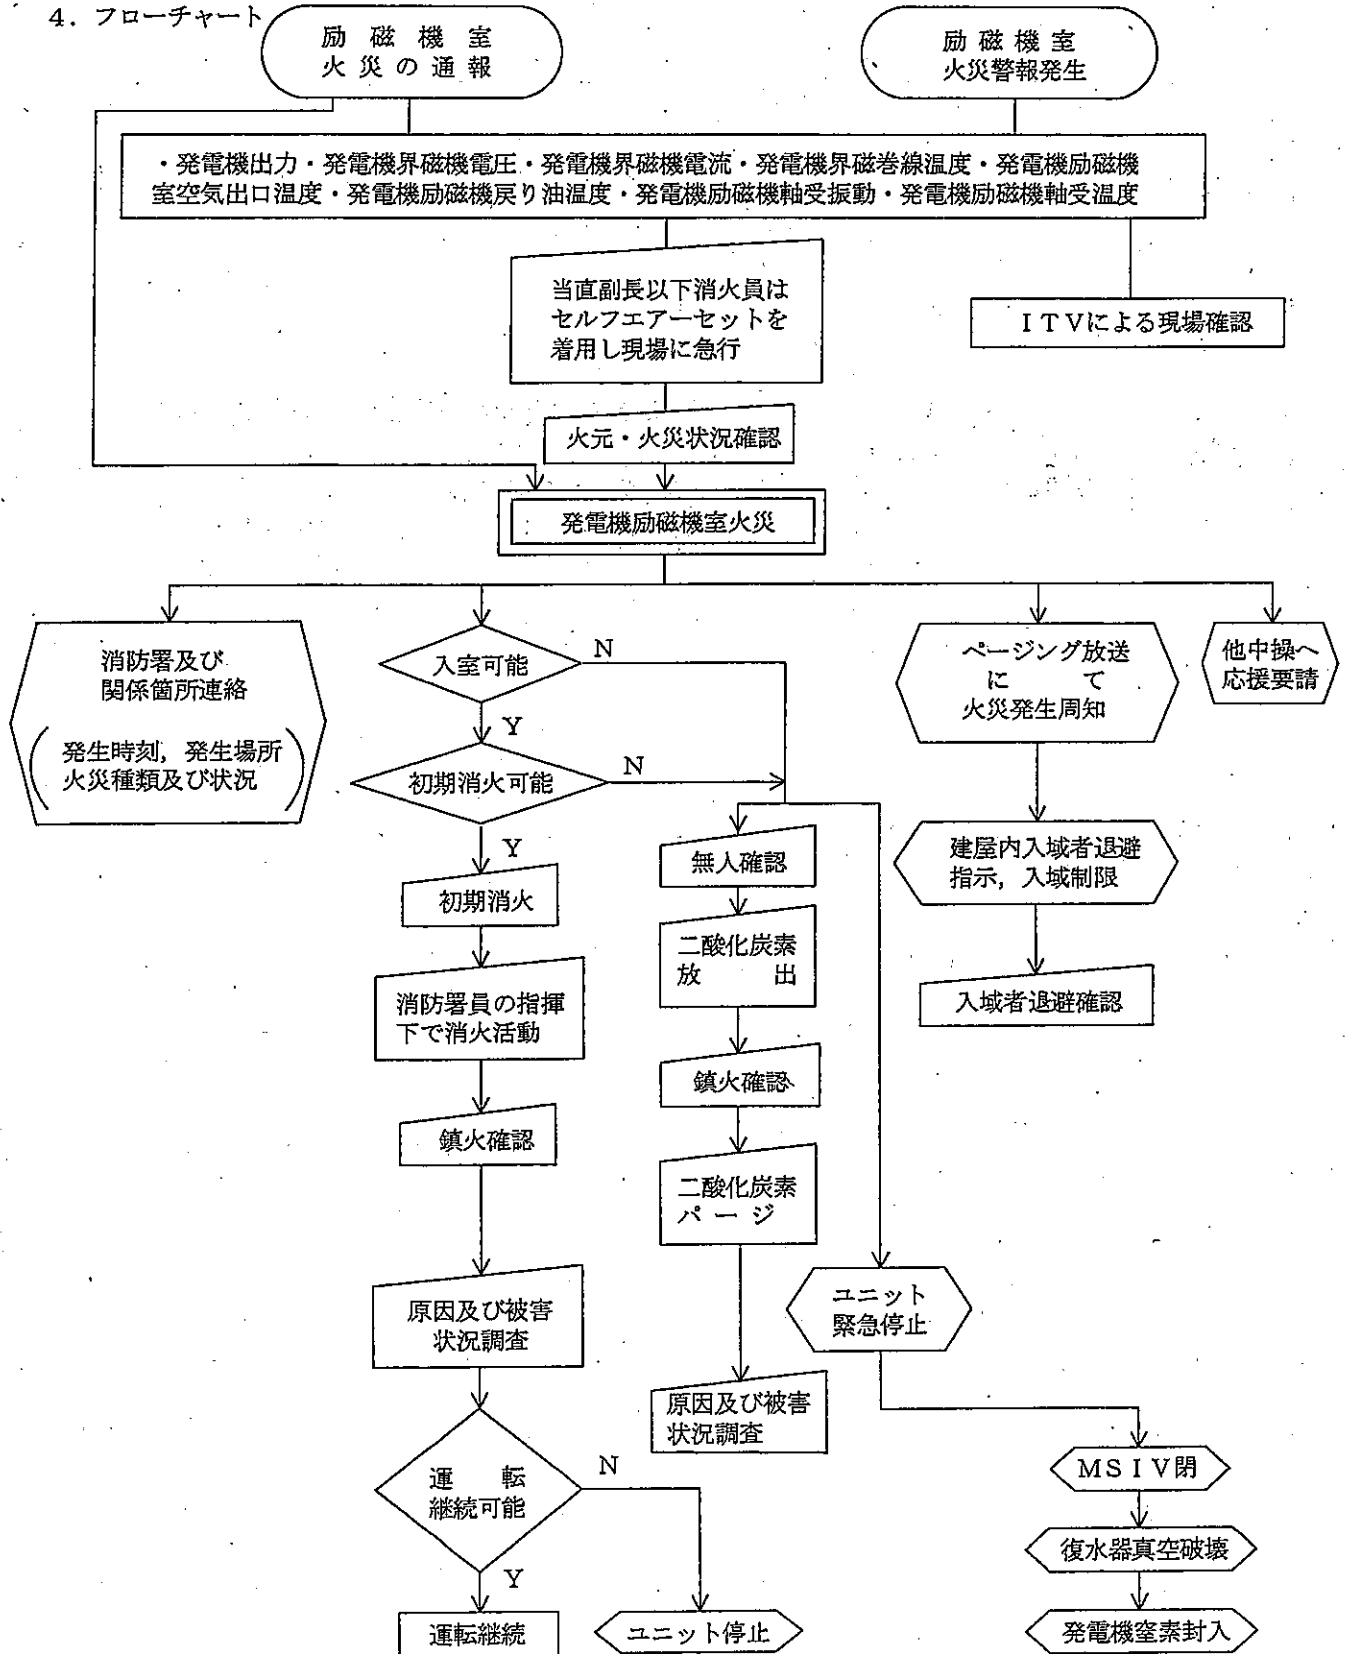 4．フローチャート
励磁機室
火災の通報
励磁機室
火災警報発生
・発電機出力・発電機界磁機電圧・発電機界磁機電流・発電機界磁巻線温度・発電機励磁機
室空気出口温度・発電機励磁機戻り油温度・発電機励磁機軸受振動・発電機励磁機軸受温度
当直副長以下消火員は
セルフエアーセットを
着用し現場に急行
ＩＴＶによる現場確認
火元・火災状況確認
発電機励磁機室火災
消防署及び
関係箇所連絡
（発生時刻，発生場所
火災種類及び状況）
入室可能
N
Y
初期消火可能
N
Y
初期消火
消防署員の指揮
下で消火活動
鎮火確認
原因及び被害
状況調査
運転
継続可能
N
Y
運転継続
ユニット停止
無人確認
二酸化炭素
放出
鎮火確認
二酸化炭素
パージ
原因及び被害
状況調査
ユニット
緊急停止
ＭＳＩＶ閉
復水器真空破壊
発電機窒素封入
ページング放送
にて
火災発生周知
建屋内入域者退避
指示，入域制限
入域者退避確認
他中操へ
応援要請